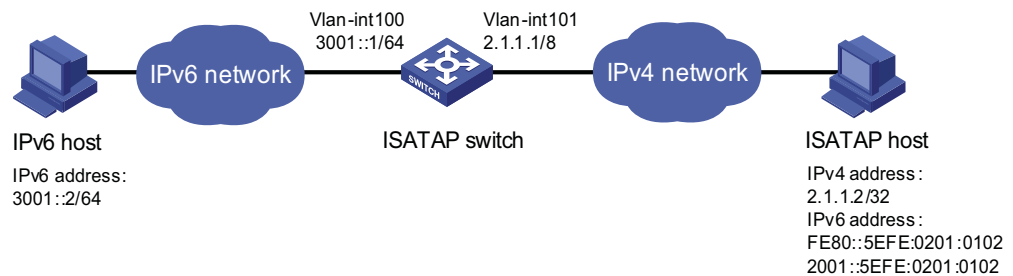 Vlan-int100
3001::1/64
Vlan-int101
2.1.1.1/8
IPv6 network
SWITCH
IPv4 network
IPv6 host
IPv6 address:
3001::2/64
ISATAP switch
ISATAP host
IPv4 address:
2.1.1.2/32
IPv6 address:
FE80::5EFE:0201:0102
2001::5EFE:0201:0102